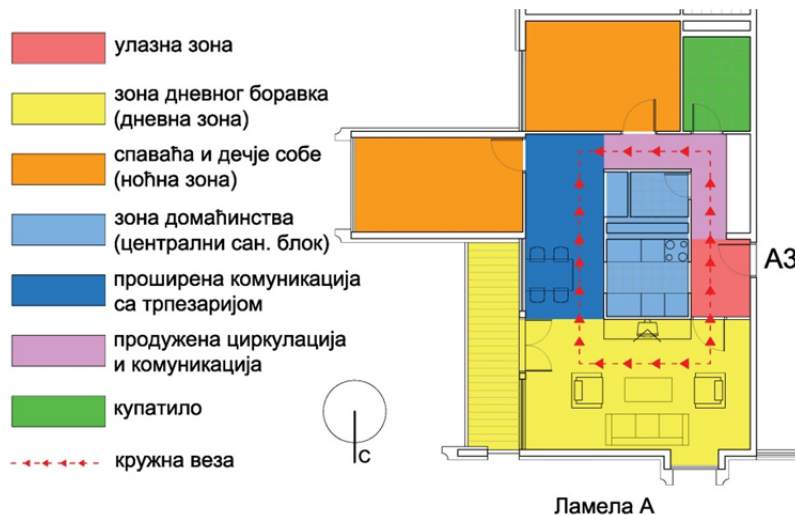 улазна зона
зона дневног боравка
(дневна зона)
спаваћа и дечје собе
(ноћна зона)
зона домаћинства
(централни сан. блок)
проширена комуникација
са трпезаријом
продужена циркулација
и комуникација
купатило
кружна веза
с
А3
Ламела А